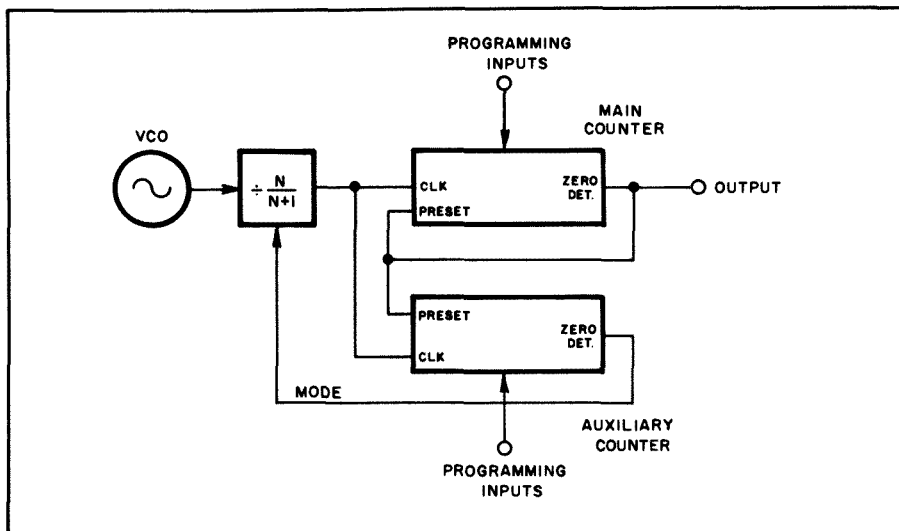 PROGRAMMING
INPUTS
MAIN
COUNTER
VCO
÷ N
N+1
CLK
ZERO
DET.
PRESET
OUTPUT
PRESET
ZERO
DET.
CLK
MODE
AUXILIARY
COUNTER
PROGRAMMING
INPUTS